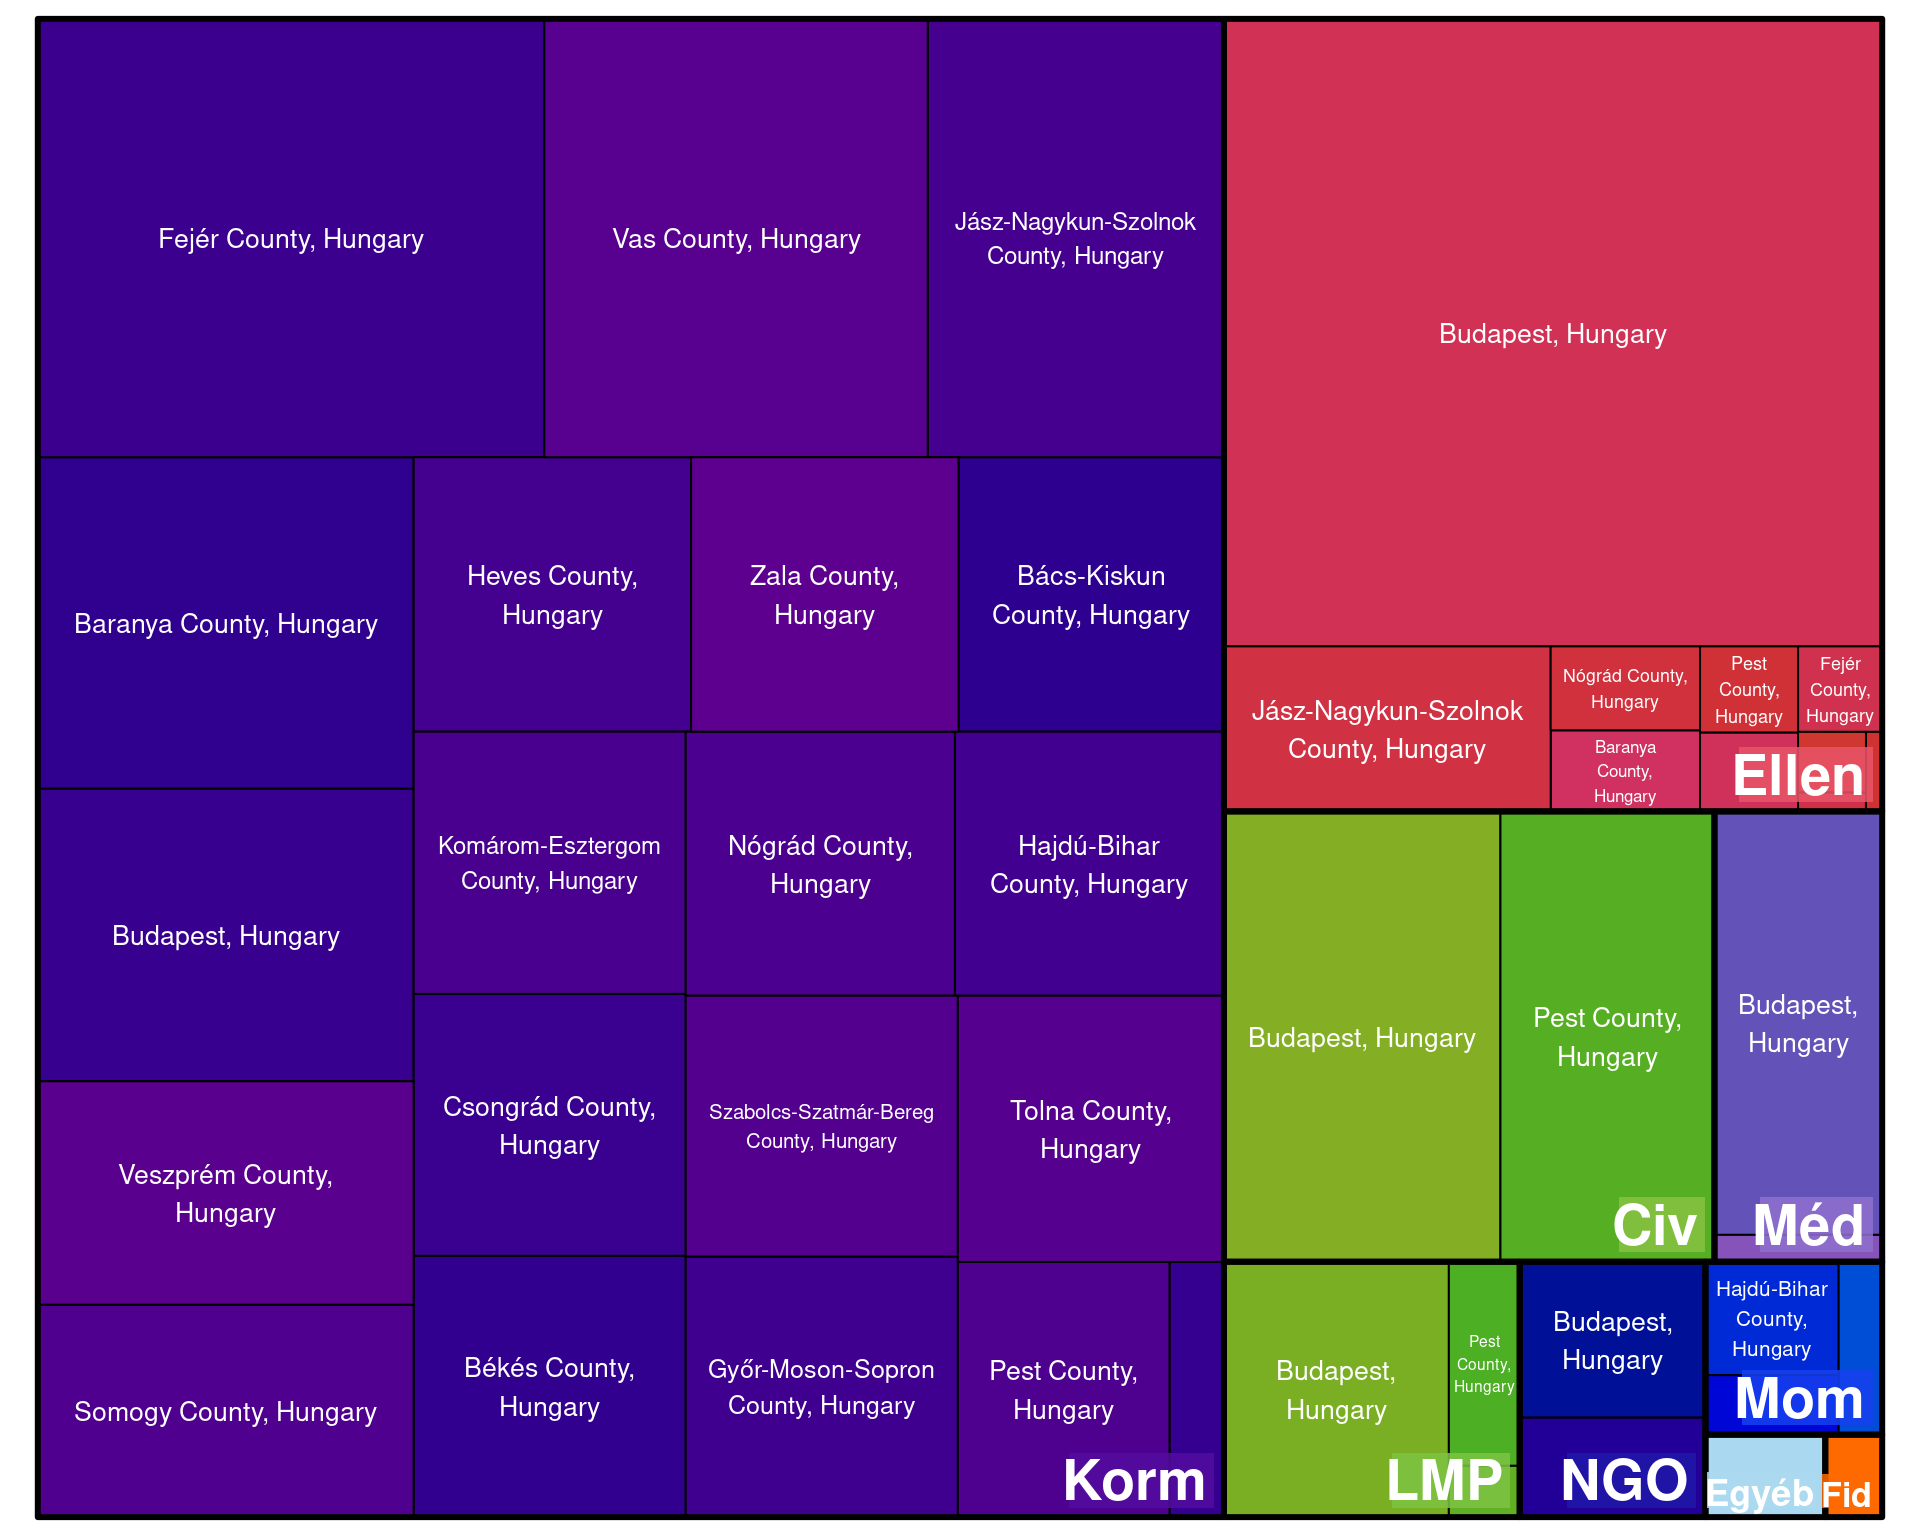 Fejér County, Hungary
Vas County, Hungary
Jász-Nagykun-Szolnok
County, Hungary
Baranya County, Hungary
Heves County,
Hungary
Zala County,
Hungary
Bács-Kiskun
County, Hungary
Budapest, Hungary
Komárom-Esztergom
County, Hungary
Nógrád County,
Hungary
Hajdú-Bihar
County, Hungary
Veszprém County,
Hungary
Csongrád County,
Hungary
Szabolcs-Szatmár-Bereg
County, Hungary
Tolna County,
Hungary
Somogy County, Hungary
Békés County,
Hungary
Győr-Moson-Sopron
County, Hungary
Pest County,
Hungary
Korm
Budapest, Hungary
Jász-Nagykun-Szolnok
County, Hungary
Nógrád County,
Hungary
Baranya
County,
Hungary
Pest
County,
Hungary
Fejér
County,
Hungary
Ellen
Budapest, Hungary
Pest County,
Hungary
Civ
Budapest,
Hungary
Méd
Budapest,
Hungary
Pest
County,
Hungary
LMP
Budapest,
Hungary
NGO
Hajdú-Bihar
County,
Hungary
Mom
Egyéb
Fid